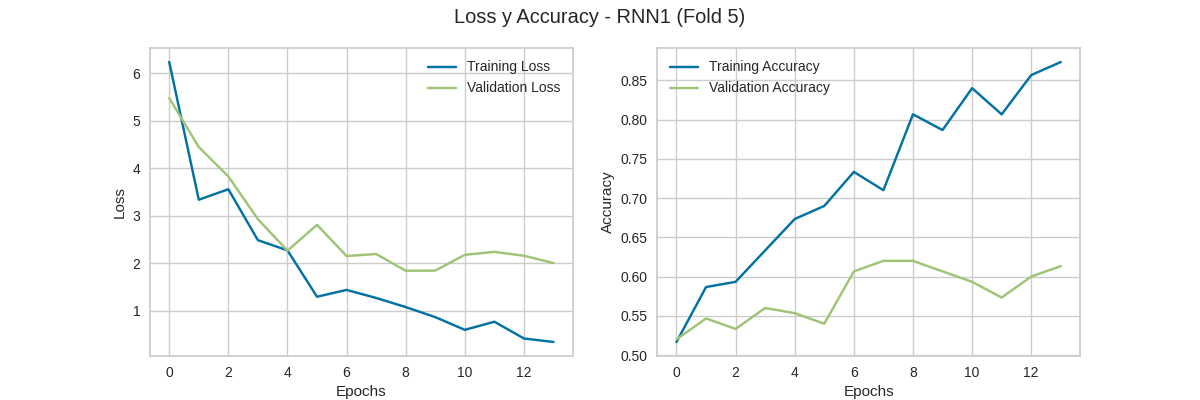 Loss y Accuracy - RNN1 (Fold 5)
Training Loss
Validation Loss
6
5
4
3
2
1
Loss
0 2 4 6 8 10 12
Epochs
Training Accuracy
Validation Accuracy
0.85
0.80
0.75
0.70
0.65
0.60
0.55
0.50
Accuracy
0 2 4 6 8 10 12
Epochs